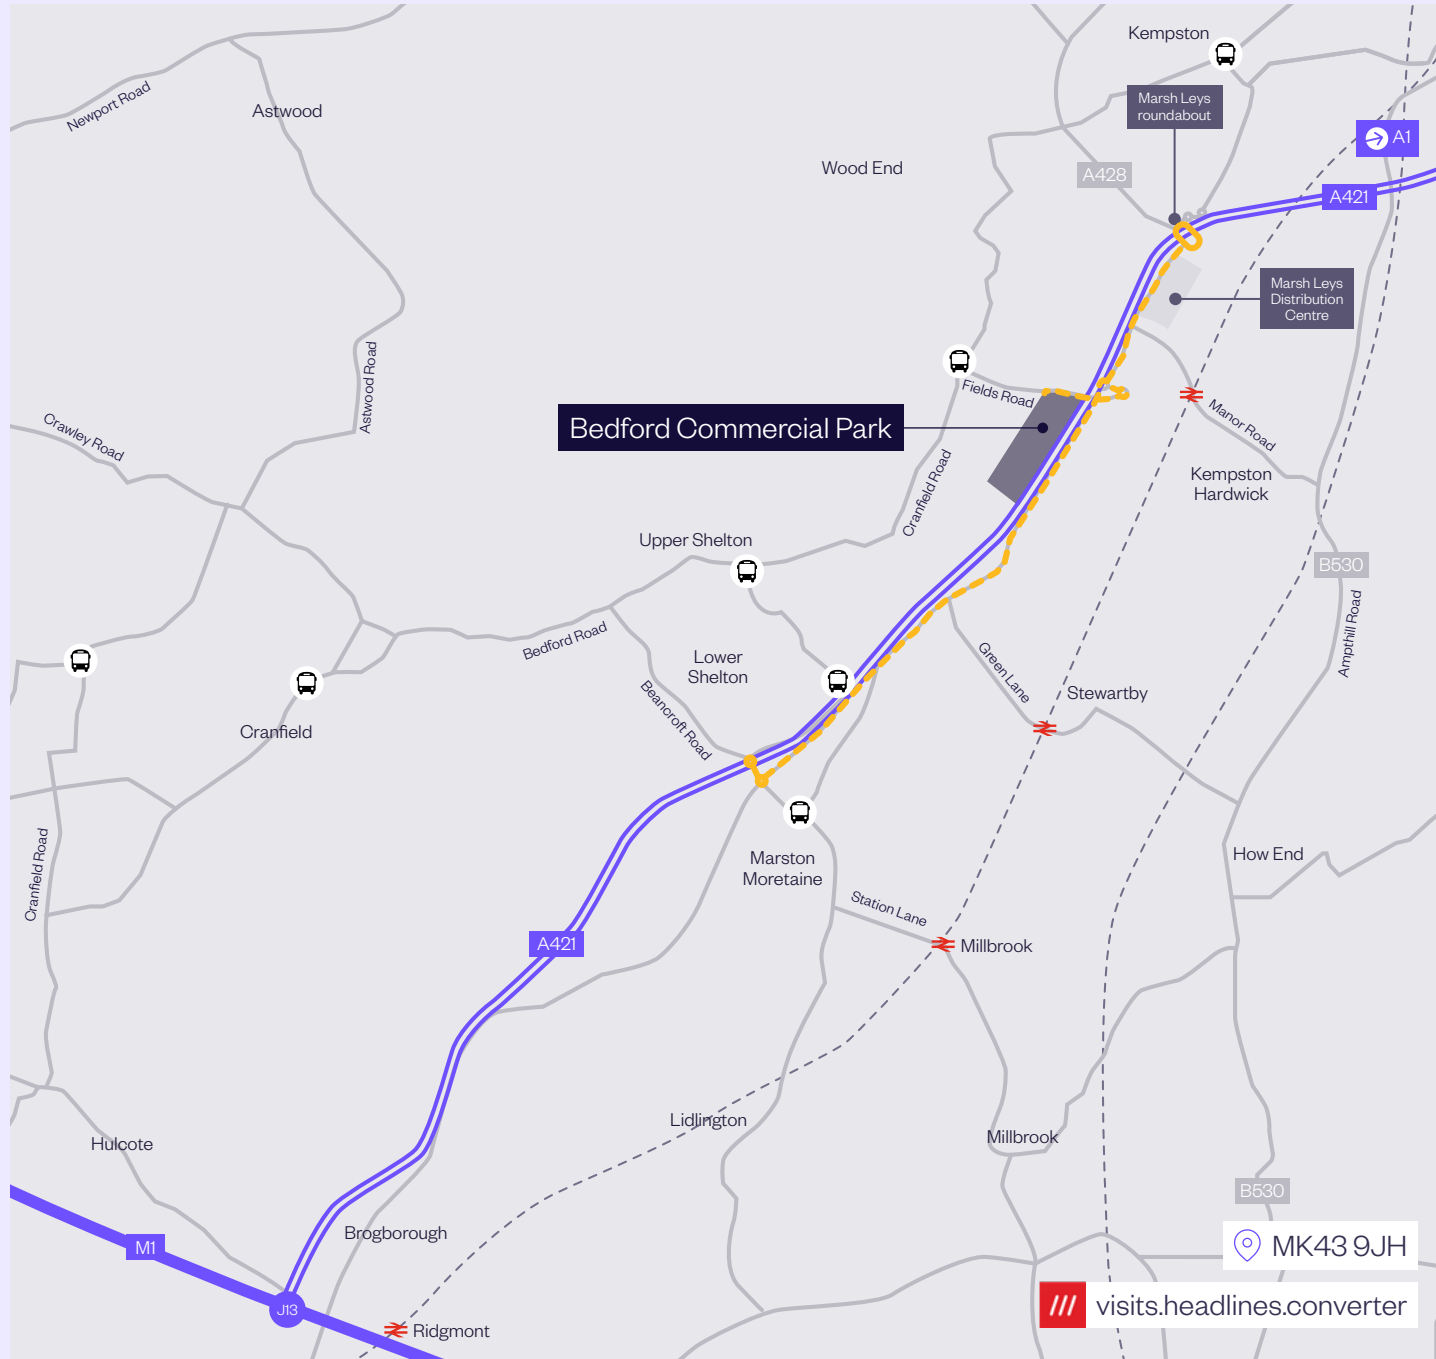 Kempston
Newport Road
Astwood
Marsh Leys
roundabout
A1
Wood End
A428
A421
Marsh Leys
Distribution
Centre
Astwood Road
Fields Road
Crawley Road
Bedford Commercial Park
Manor Road
Kempston
Hardwick
Cranfield Road
Upper Shelton
B530
Bedford Road
Ampthill Road
Lower
Shelton
Green Lane
Stewartby
Beancroft Road
Cranfield
Cranfield Road
Marston
Moretaine
How End
Station Lane
A421
Millbrook
Lidlington
Millbrook
Hulcote
B530
Brogborough
M1
MK43 9JH
J13
visits.headlines.converter
Ridgmont